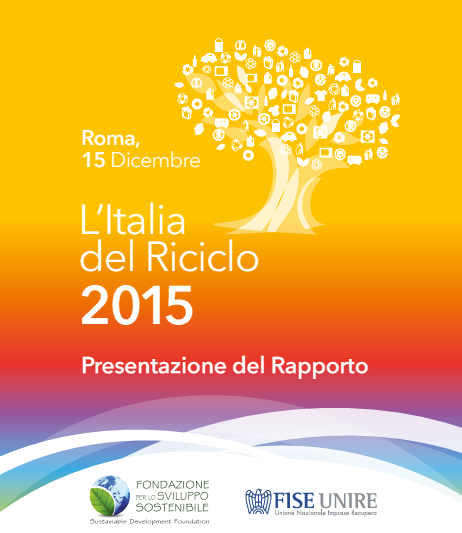 Roma,
15 Dicembre
L'Italia
del Riciclo
2015
Presentazione del Rapporto
FONDAZIONE
PER LO SVILUPPO
SOSTENIBILE
Sustainable Development Foundation
FISE UNIRE
Unione Nazionale Imprese Recupero